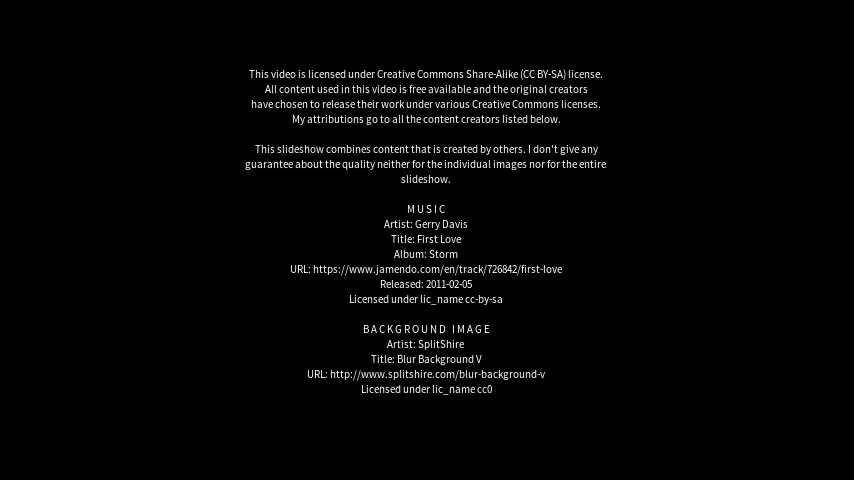 This video is licensed under Creative Commons Share-Alike (CC BY-SA) license.
All content used in this video is free available and the original creators
have chosen to release their work under various Creative Commons licenses.
My attributions go to all the content creators listed below.
This slideshow combines content that is created by others. I don't give any
guarantee about the quality neither for the individual images nor for the entire
slideshow.
MUSIC
Artist: Gerry Davis
Title: First Love
Album: Storm
URL: https://www.jamendo.com/en/track/726842/first-love
Released: 2011-02-05
Licensed under lic_name cc-by-sa
BACKGROUND IMAGE
Artist: SplitShire
Title: Blur Background V
URL: http://www.splitshire.com/blur-background-v
Licensed under lic_name cc0